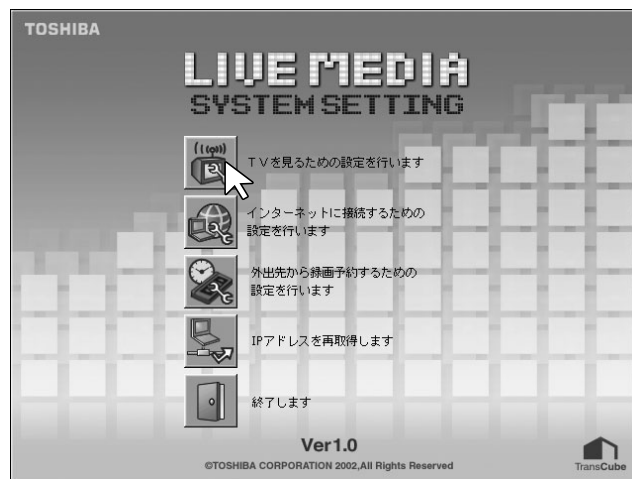 TOSHIBA
LIVE MEDIA
SYSTEM SETTING
TVを見るための設定を行います
インターネットに接続するための
設定を行います
外出先から録画予約するための
設定を行います
IPアドレスを再取得します
終了します
Ver1.0
©TOSHIBA CORPORATION 2002,All Rights Reserved
TransCube